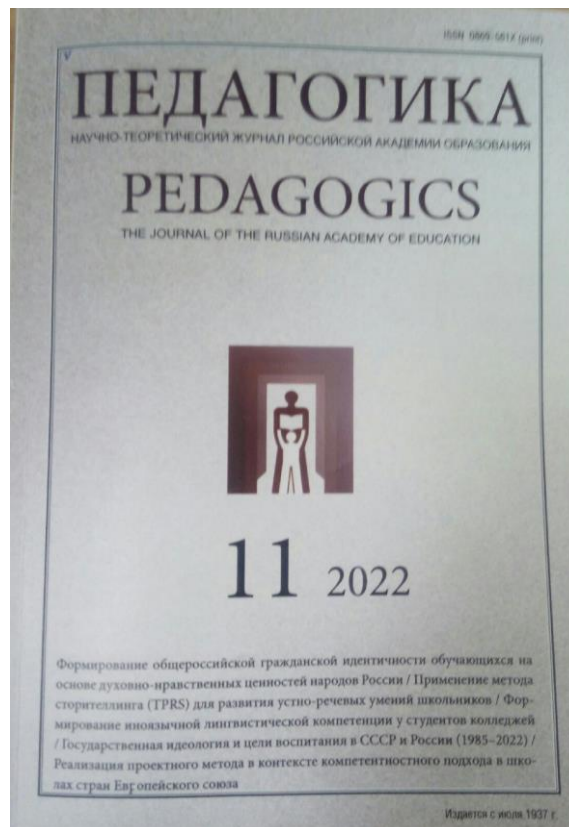 ISSN 0869-561X (print)
ПЕДАГОГИКА
НАУЧНО-ТЕОРЕТИЧЕСКИЙ ЖУРНАЛ РОССИЙСКОЙ АКАДЕМИИ ОБРАЗОВАНИЯ
PEDAGOGICS
THE JOURNAL OF THE RUSSIAN ACADEMY OF EDUCATION
11 2022
Формирование общероссийской гражданской идентичности обучающихся на
основе духовно-нравственных ценностей народов России / Применение метода
сторителлинга (TPRS) для развития устно-речевых умений школьников / Фор-
мирование иноязычной лингвистической компетенции у студентов колледжей
/ Государственная идеология и цели воспитания в СССР и России (1985–2022) /
Реализация проектного метода в контексте компетентностного подхода в шко-
лах стран Европейского союза
Издается с июля 1937 г.